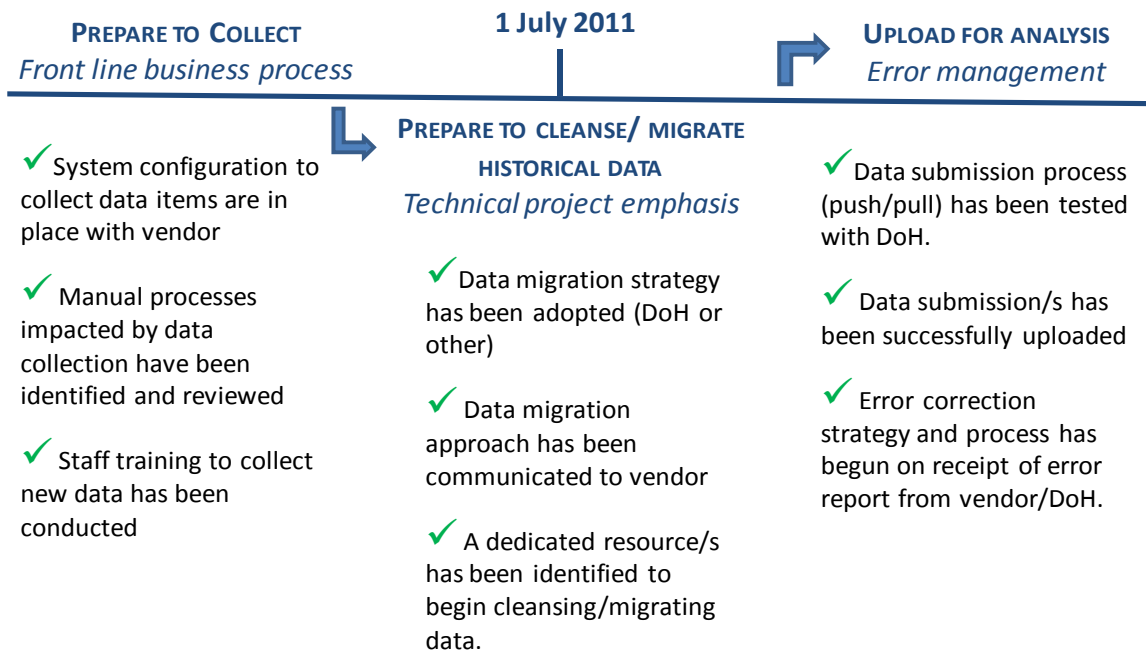 PREPARE TO COLLECT
Front line business process
✓ System configuration to
collect data items are in
place with vendor
✓ Manual processes
impacted by data
collection have been
identified and reviewed
✓ Staff training to collect
new data has been
conducted
1 July 2011
PREPARE TO CLEANSE/ MIGRATE
HISTORICAL DATA
Technical project emphasis
✓ Data migration strategy
has been adopted (DoH or
other)
✓ Data migration
approach has been
communicated to vendor
✓ A dedicated resource/s
has been identified to
begin cleansing/migrating
data.
UPLOAD FOR ANALYSIS
Error management
✓ Data submission process
(push/pull) has been tested
with DoH.
✓ Data submission/s has
been successfully uploaded
✓ Error correction
strategy and process has
begun on receipt of error
report from vendor/DoH.